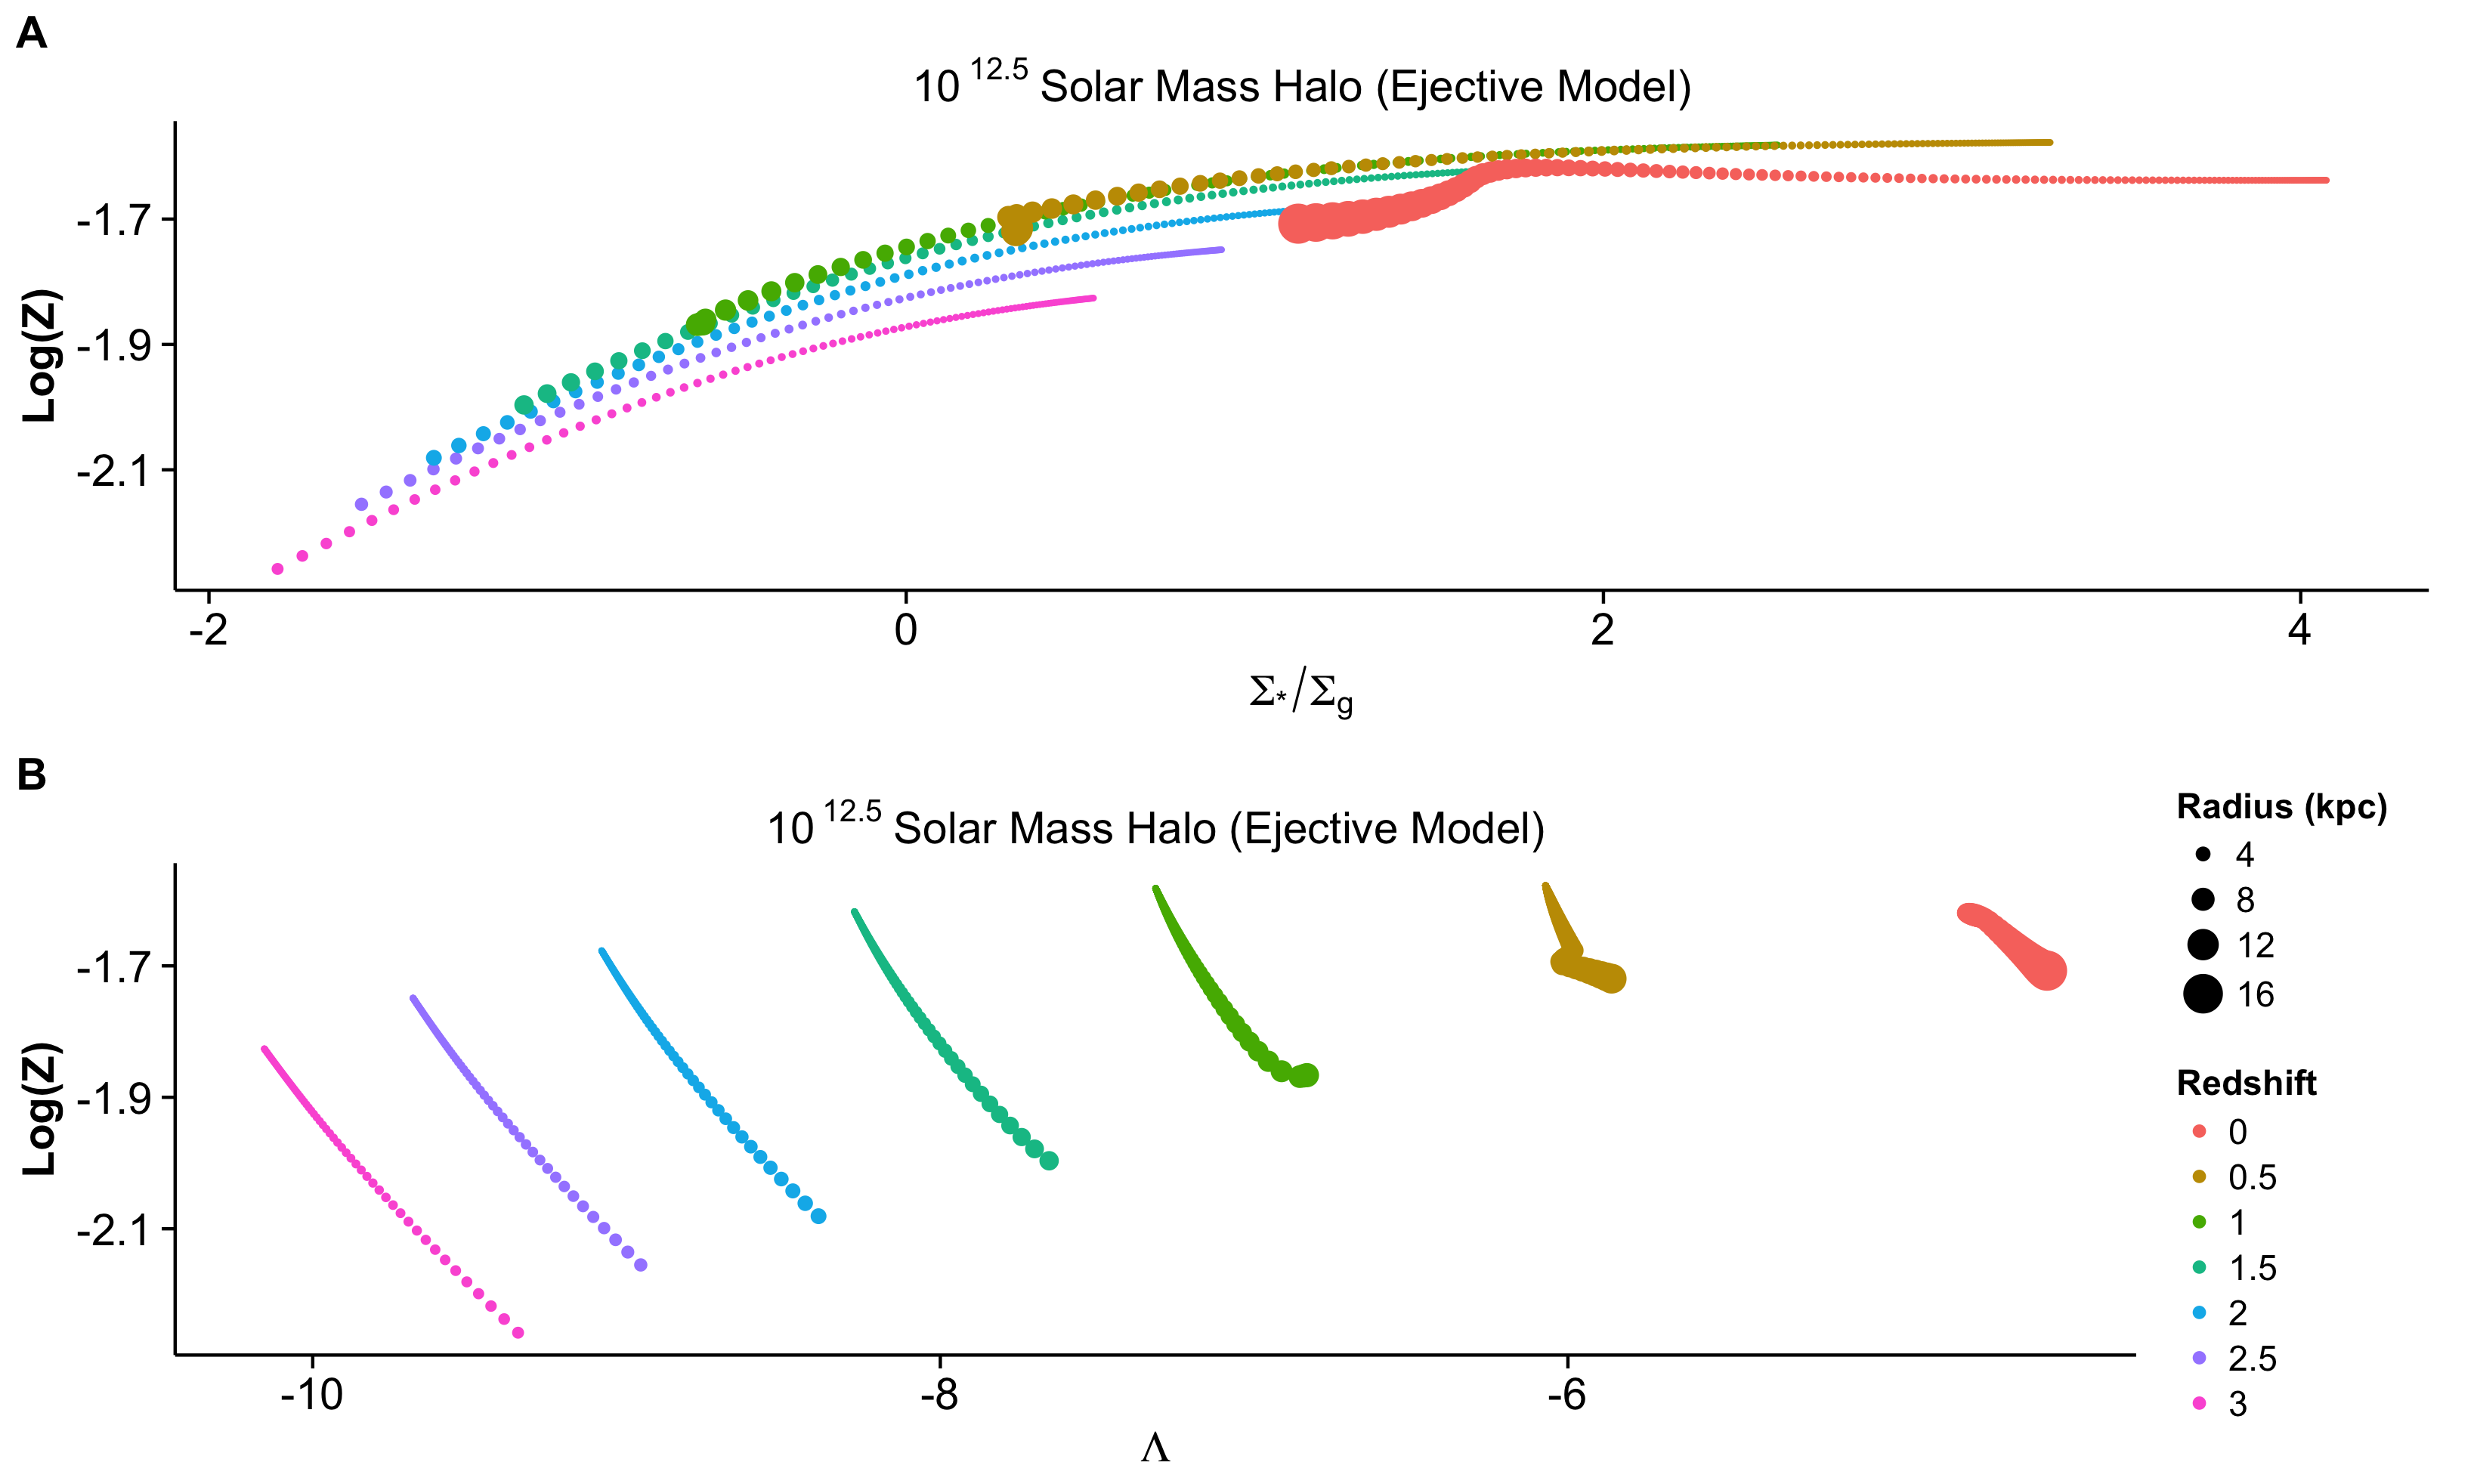 A
10^12.5 Solar Mass Halo (Ejective Model)
Log(Z)
-1.7
-1.9
-2.1
-2 0 2 4
Σ*/Σg
B
10^12.5 Solar Mass Halo (Ejective Model)
Log(Z)
-1.7
-1.9
-2.1
-10 -8 -6
Λ
Radius (kpc)
4
8
12
16
Redshift
0
0.5
1
1.5
2
2.5
3